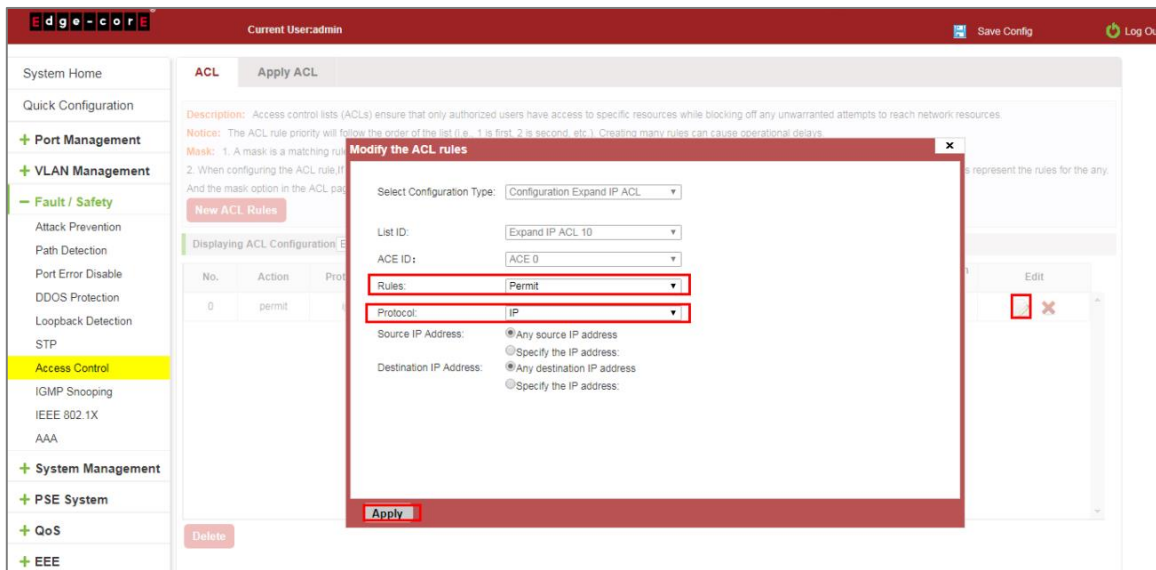 Edge-corE
Current User:admin
Save Config
Log Ou
System Home
Quick Configuration
+ Port Management
+ VLAN Management
− Fault / Safety
Attack Prevention
Path Detection
Port Error Disable
DDOS Protection
Loopback Detection
STP
Access Control
IGMP Snooping
IEEE 802.1X
AAA
+ System Management
+ PSE System
+ QoS
+ EEE
ACL Apply ACL
Description: Access control lists (ACLs) ensure that only authorized users have access to specific resources while blocking off any unwarranted attempts to reach network resources.
Notice: The ACL rule priority will follow the order of the list (i.e., 1 is first, 2 is second, etc.). Creating many rules can cause operational delays.
Mask: 1. A mask is a matching rul
2. When configuring the ACL rule,If s represent the rules for the any.
And the mask option in the ACL pag
New ACL Rules
Displaying ACL Configuration E
No. Action Prot Edit
0 permit
Delete
Modify the ACL rules x
Select Configuration Type: Configuration Expand IP ACL
List ID: Expand IP ACL 10
ACE ID: ACE 0
Rules: Permit
Protocol: IP
Source IP Address: Any source IP address
Specify the IP address:
Destination IP Address: Any destination IP address
Specify the IP address:
Apply